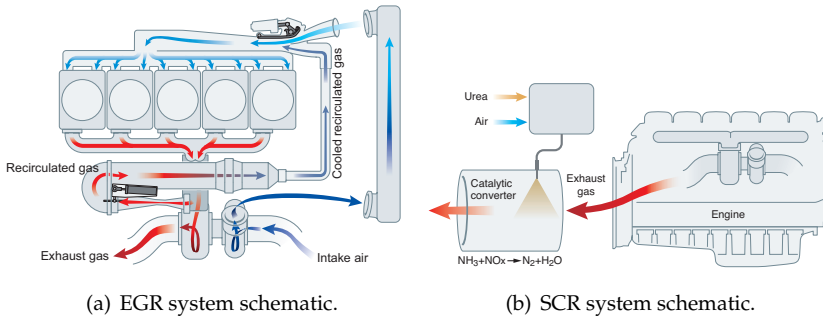 Cooled recirculated gas
Recirculated gas
Exhaust gas
Intake air
(a) EGR system schematic.
Urea
Air
Catalytic
converter
Exhaust
gas
Engine
NH₃+NOx→N₂+H₂O
(b) SCR system schematic.